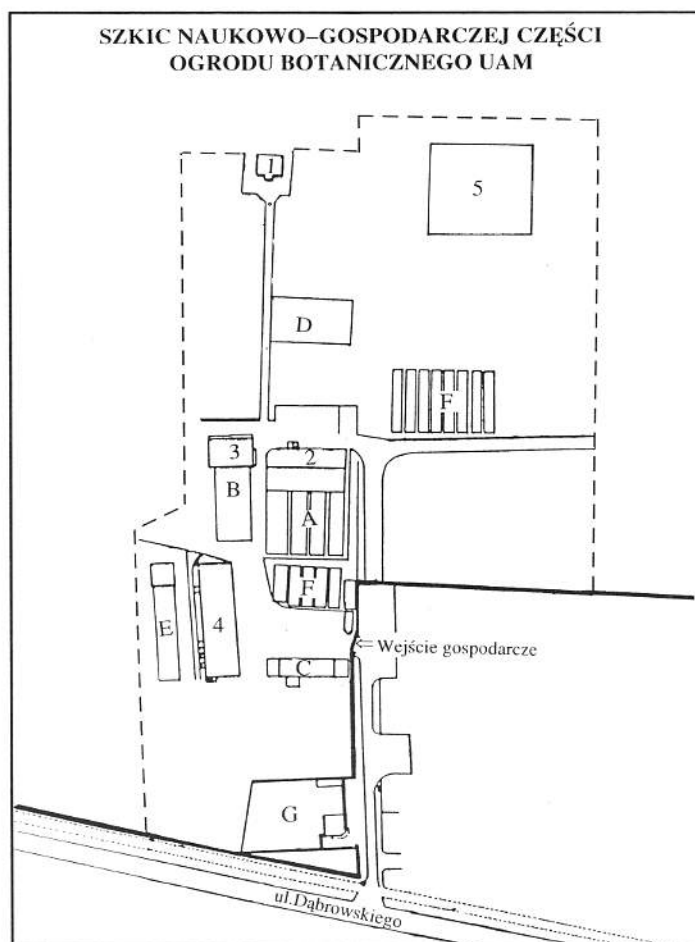 SZKIC NAUKOWO–GOSPODARCZEJ CZĘŚCI
OGRODU BOTANICZNEGO UAM
1
5
D
F
3
2
B
A
F
E
4
Wejście gospodarcze
C
G
ul.Dąbrowskiego